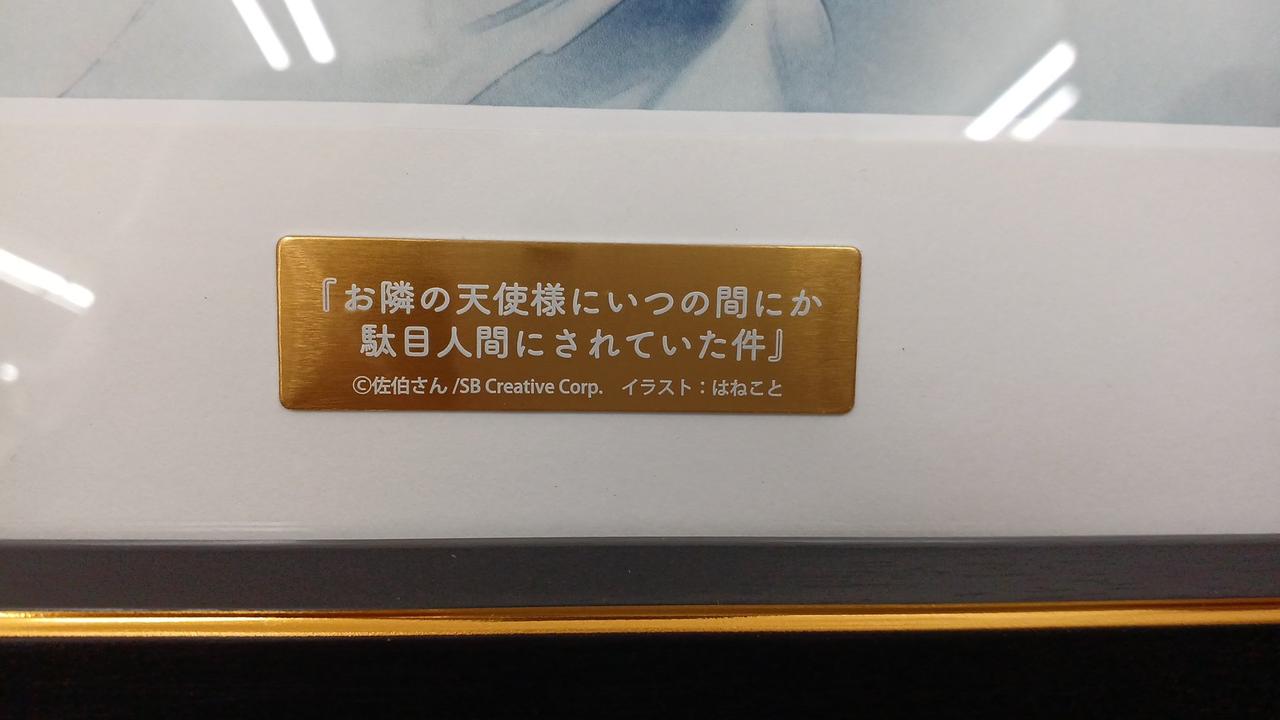 『お隣の天使様にいつの間にか
駄目人間にされていた件』
©佐伯さん /SB Creative Corp.　イラスト：はねこと